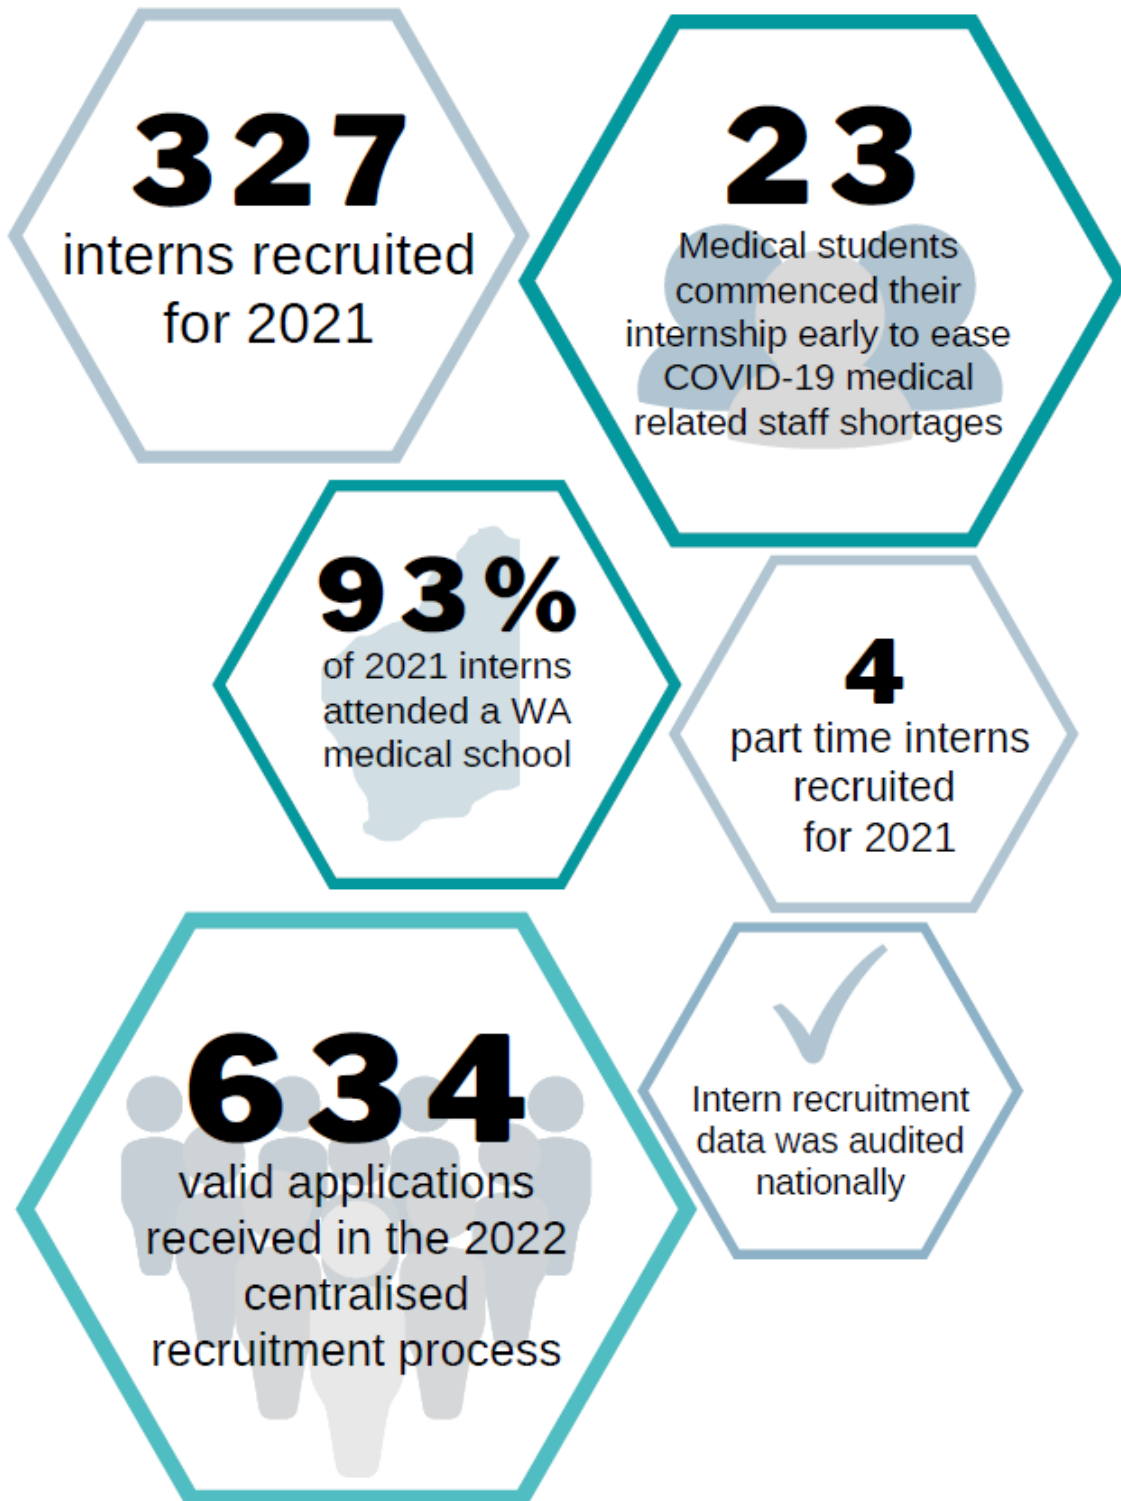 327
interns recruited
for 2021
23
Medical students
commenced their
internship early to ease
COVID-19 medical
related staff shortages
93%
of 2021 interns
attended a WA
medical school
4
part time interns
recruited
for 2021
634
valid applications
received in the 2022
centralised
recruitment process
Intern recruitment
data was audited
nationally